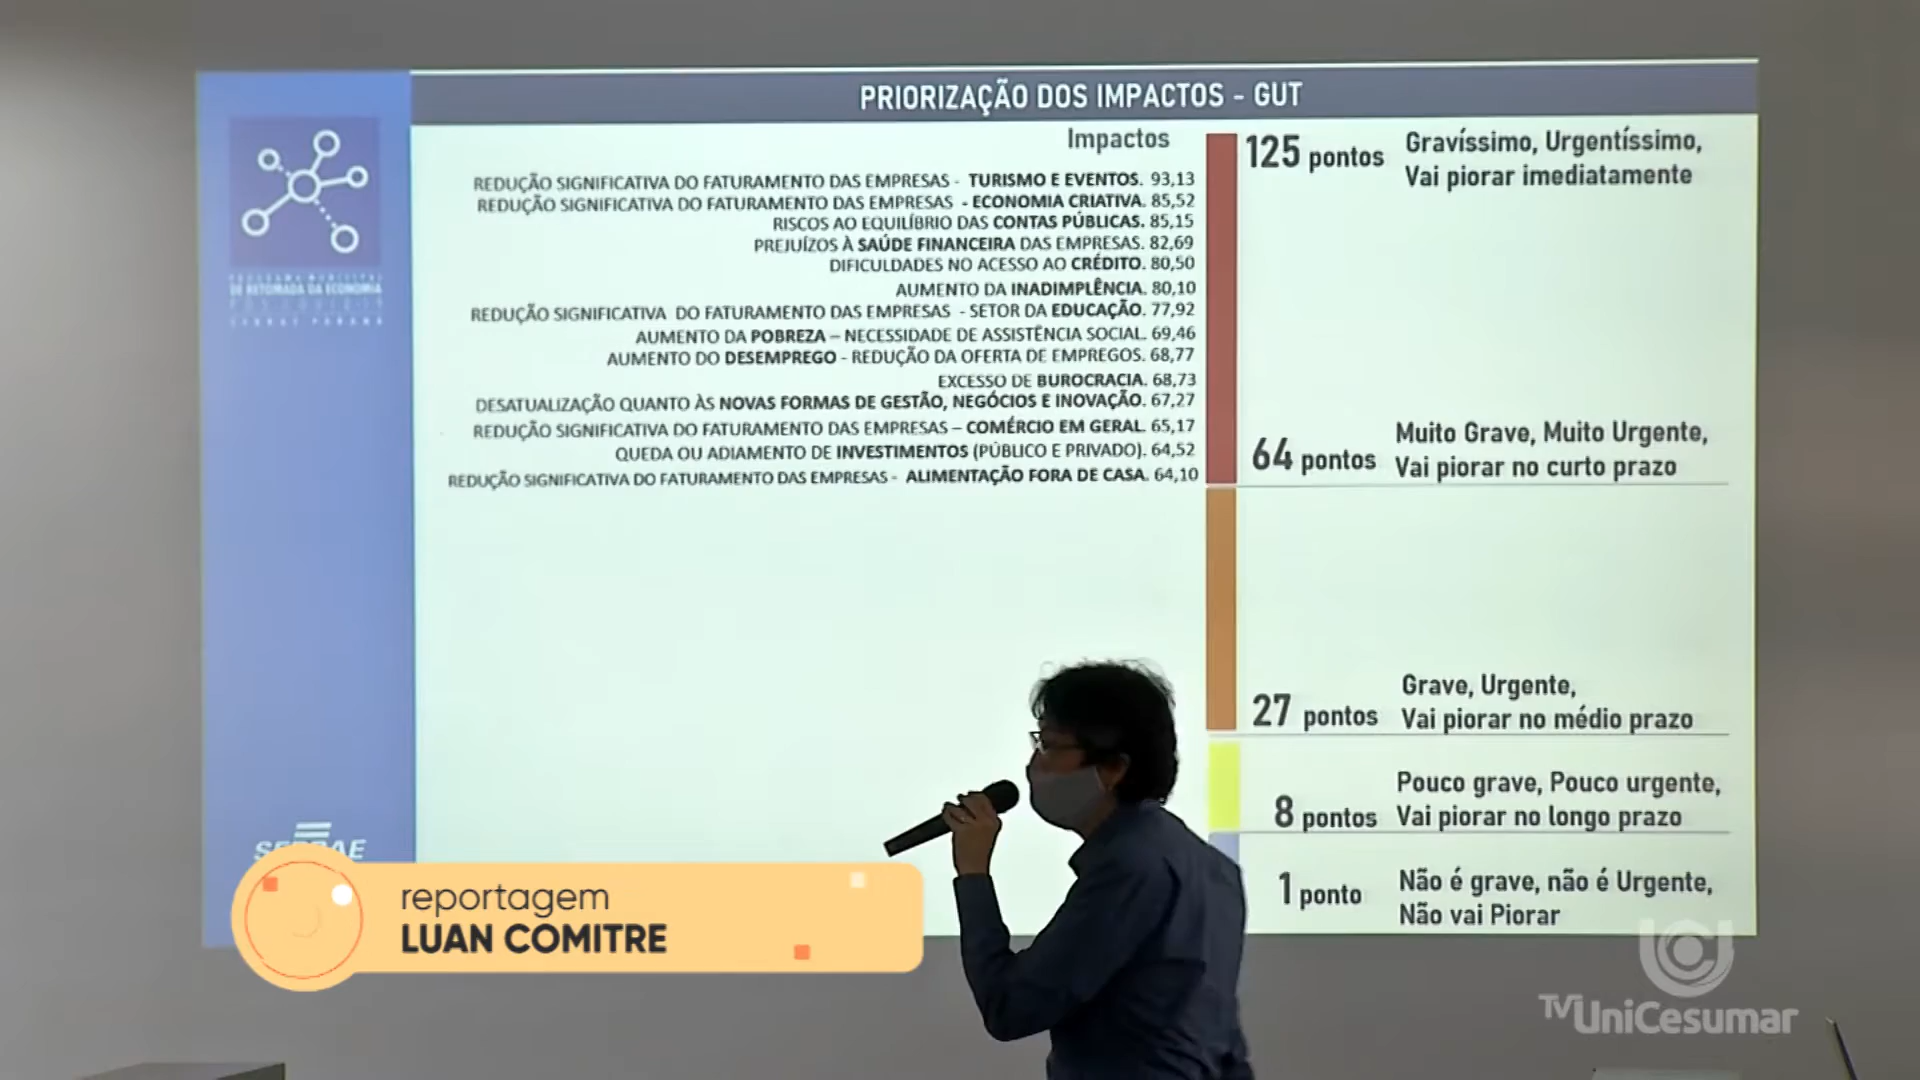 PRIORIZAÇÃO DOS IMPACTOS - GUT
Impactos
REDUÇÃO SIGNIFICATIVA DO FATURAMENTO DAS EMPRESAS - TURISMO E EVENTOS. 93,13
REDUÇÃO SIGNIFICATIVA DO FATURAMENTO DAS EMPRESAS - ECONOMIA CRIATIVA. 85,52
RISCOS AO EQUILÍBRIO DAS CONTAS PÚBLICAS. 85,15
PREJUÍZOS À SAÚDE FINANCEIRA DAS EMPRESAS. 82,69
DIFICULDADES NO ACESSO AO CRÉDITO. 80,50
AUMENTO DA INADIMPLÊNCIA. 80,10
REDUÇÃO SIGNIFICATIVA DO FATURAMENTO DAS EMPRESAS - SETOR DA EDUCAÇÃO. 77,92
AUMENTO DA POBREZA – NECESSIDADE DE ASSISTÊNCIA SOCIAL. 69,46
AUMENTO DO DESEMPREGO - REDUÇÃO DA OFERTA DE EMPREGOS. 68,77
EXCESSO DE BUROCRACIA. 68,73
DESATUALIZAÇÃO QUANTO ÀS NOVAS FORMAS DE GESTÃO, NEGÓCIOS E INOVAÇÃO. 67,27
REDUÇÃO SIGNIFICATIVA DO FATURAMENTO DAS EMPRESAS – COMÉRCIO EM GERAL. 65,17
QUEDA OU ADIAMENTO DE INVESTIMENTOS (PÚBLICO E PRIVADO). 64,52
REDUÇÃO SIGNIFICATIVA DO FATURAMENTO DAS EMPRESAS - ALIMENTAÇÃO FORA DE CASA. 64,10
125 pontos
Gravíssimo, Urgentíssimo,
Vai piorar imediatamente
64 pontos
Muito Grave, Muito Urgente,
Vai piorar no curto prazo
27 pontos
Grave, Urgente,
Vai piorar no médio prazo
8 pontos
Pouco grave, Pouco urgente,
Vai piorar no longo prazo
1 ponto
Não é grave, não é Urgente,
Não vai Piorar
PROGRAMA MUNICIPAL
DE RETOMADA DA ECONOMIA
SEBRAE
reportagem
LUAN COMITRE
TV UniCesumar